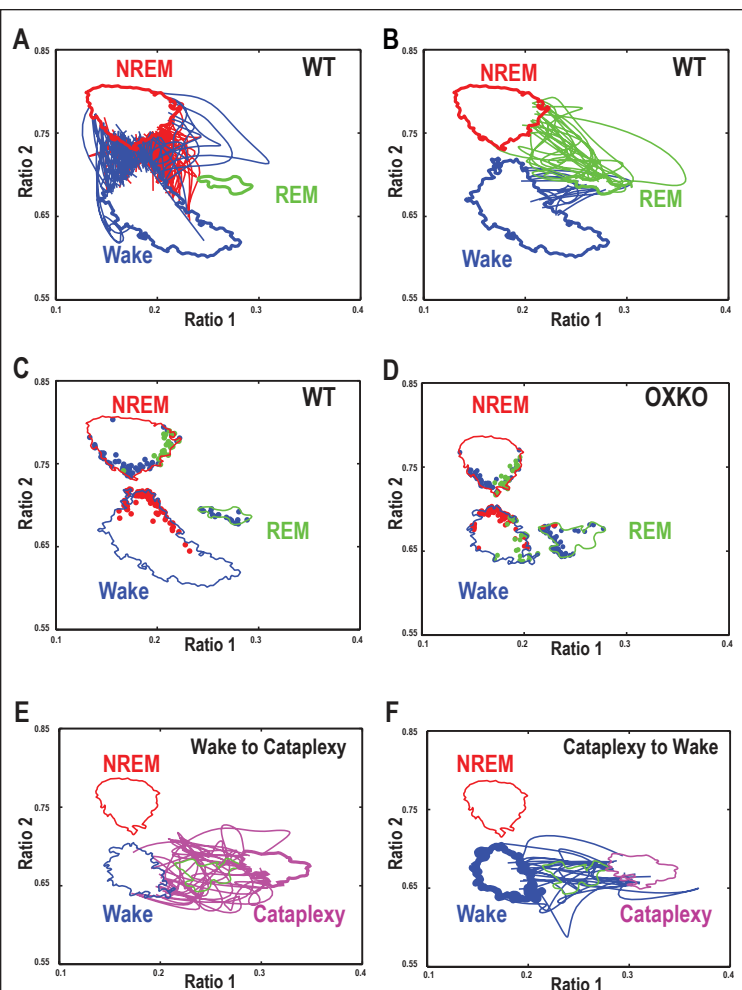 A
WT
NREM
0.85
0.75
0.65
0.55
Ratio 2
REM
Wake
0.1
0.2
0.3
0.4
Ratio 1
B
WT
NREM
0.85
0.75
0.65
0.55
Ratio 2
REM
Wake
0.1
0.2
0.3
0.4
Ratio 1
C
WT
NREM
0.85
0.75
0.65
0.55
Ratio 2
REM
Wake
0.1
0.2
0.3
0.4
Ratio 1
D
OXKO
NREM
0.85
0.75
0.65
0.55
Ratio 2
REM
Wake
0.1
0.2
0.3
0.4
Ratio 1
E
Wake to Cataplexy
NREM
0.85
0.75
0.65
0.55
Ratio 2
Wake
Cataplexy
0.1
0.2
0.3
0.4
Ratio 1
F
Cataplexy to Wake
NREM
0.85
0.75
0.65
0.55
Ratio 2
Wake
Cataplexy
0.1
0.2
0.3
0.4
Ratio 1